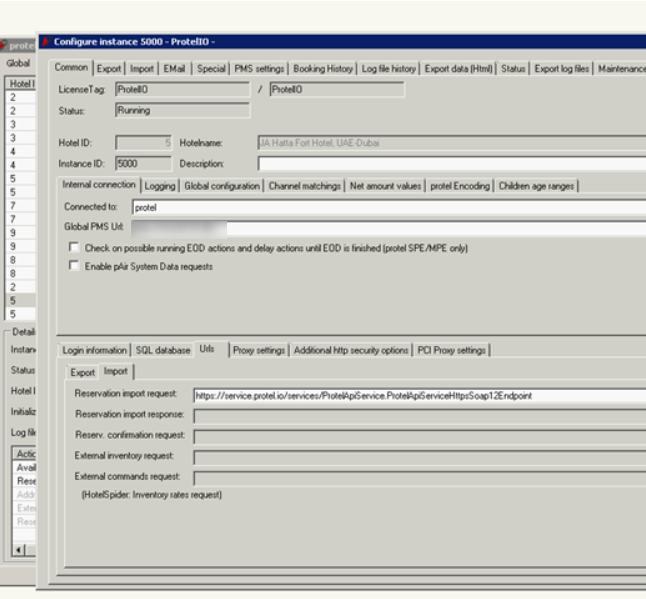 prote
Configure instance 5000 - ProtelIO -
Global
Common Export Import EMail Special PMS settings Booking History Log file history Export data (Html) Status Export log files Maintenance
Hotel I
LicenseTag: ProtelIO / ProtelIO
2
2
Status: Running
3
3
Hotel ID: 5 Hotelname: JA Hatta Fort Hotel, UAE-Dubai
4
4
Instance ID: 5000 Description:
5
5
Internal connection Logging Global configuration Channel matchings Net amount values protel Encoding Children age ranges
7
7
Connected to: protel
9
Global PMS Url:
9
Check on possible running EOD actions and delay actions until EOD is finished (protel SPE/MPE only)
8
8
Enable pAir System Data requests
2
5
5
Detail
Instan
Login information SQL database Urls Proxy settings Additional http security options PCI Proxy settings
Status
Export Import
Hotel I
Reservation import request: https://service.protel.io/services/ProtelApiService.ProtelApiServiceHttpsSoap12Endpoint
Initializ
Reservation import response:
Log file
Reserv. confirmation request:
Actic
External inventory request:
Avail
Rese
External commands request:
Addr
(HotelSpider: Inventory rates request)
Exter
Rese